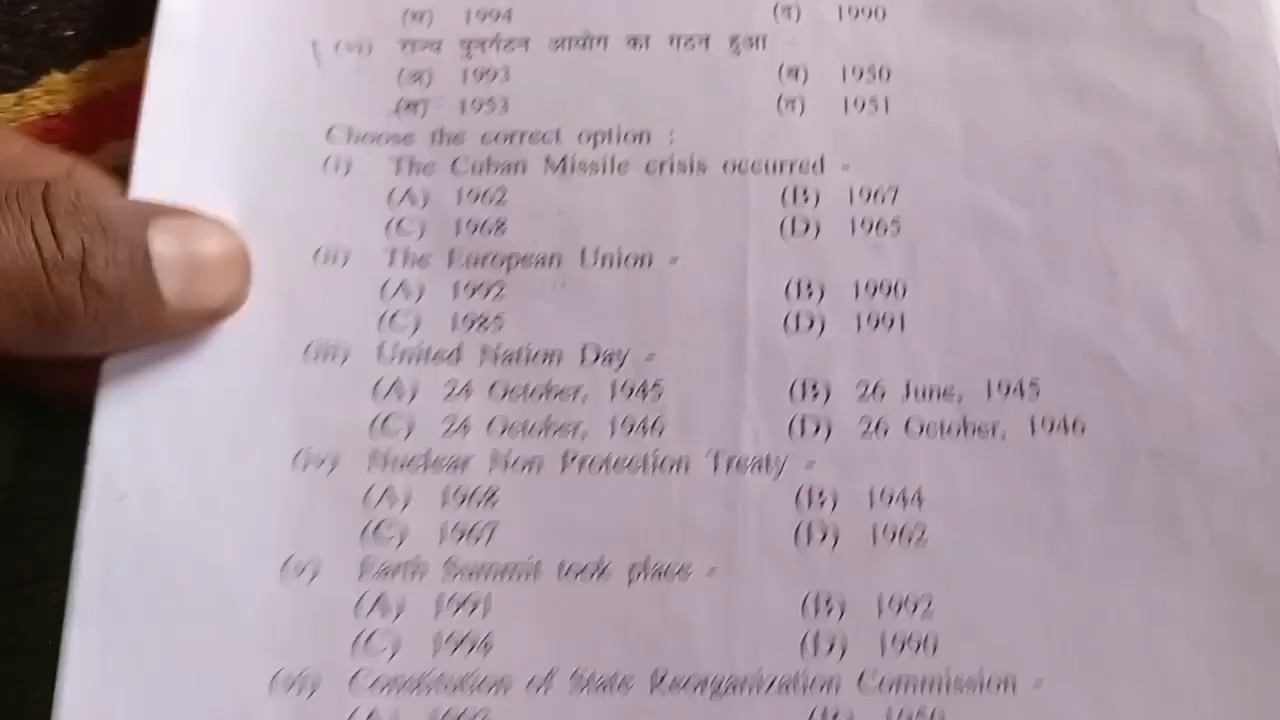 (स) 1994 (द) 1990
(vi) राज्य पुनर्गठन आयोग का गठन हुआ
(अ) 1993 (ब) 1950
(स) 1953 (द) 1951
Choose the correct option :
(i) The Cuban Missile crisis occurred -
(A) 1962 (B) 1967
(C) 1968 (D) 1965
(ii) The European Union -
(A) 1992 (B) 1990
(C) 1985 (D) 1991
(iii) United Nation Day -
(A) 24 October, 1945 (B) 26 June, 1945
(C) 24 October, 1946 (D) 26 October, 1946
(iv) Nuclear Non Protection Treaty -
(A) 1968 (B) 1944
(C) 1967 (D) 1962
(v) Earth Summit took place -
(A) 1991 (B) 1992
(C) 1994 (D) 1990
(vi) Constitution of State Reorganization Commission -
(A) (B) 1950